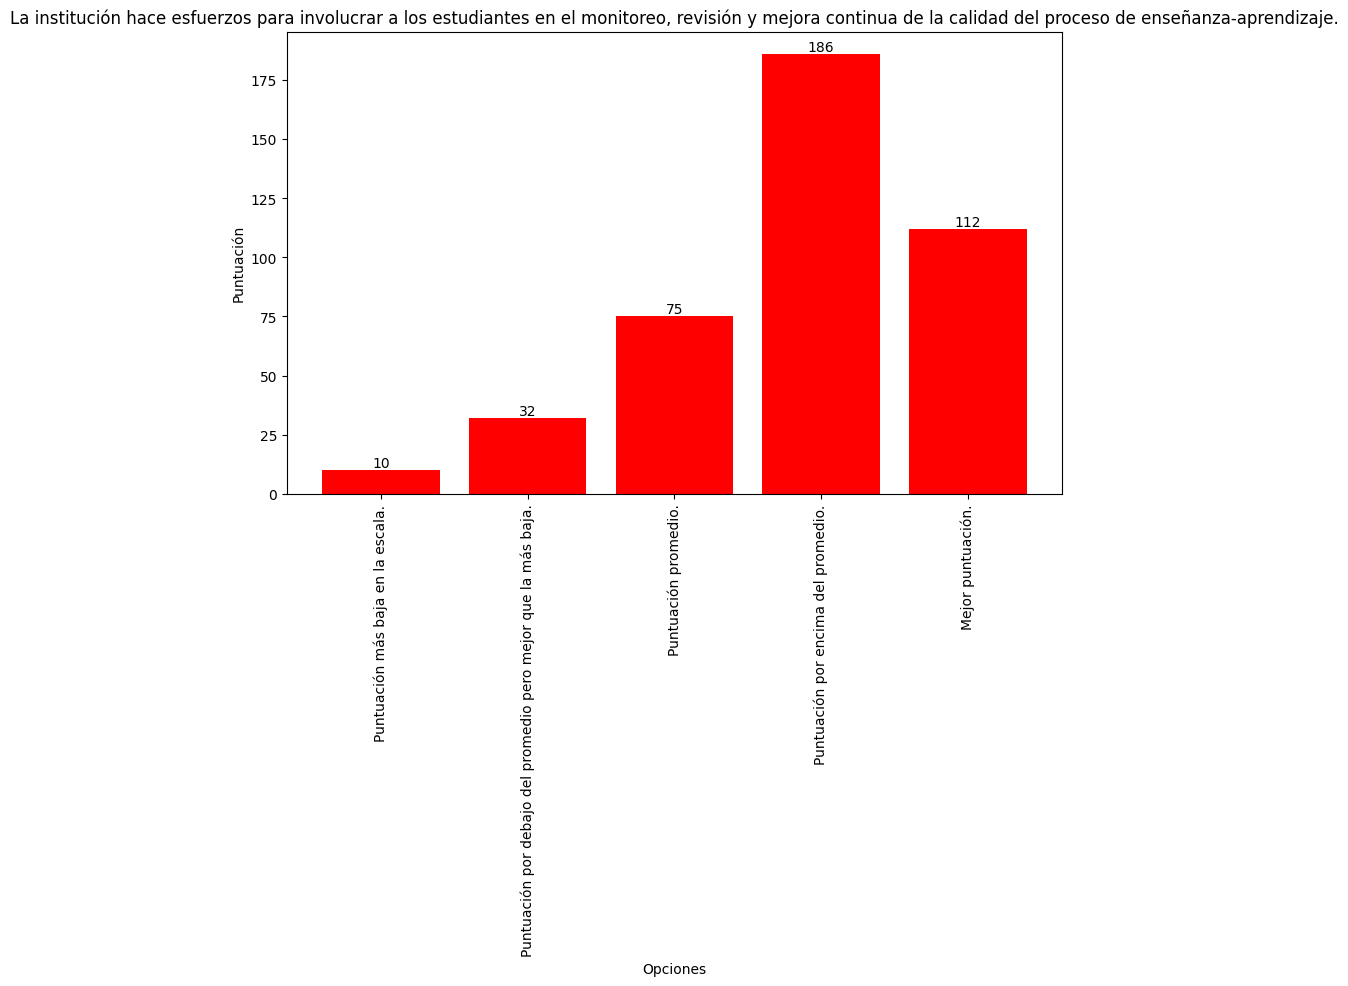 La institución hace esfuerzos para involucrar a los estudiantes en el monitoreo, revisión y mejora continua de la calidad del proceso de enseñanza-aprendizaje.
Puntuación
175
150
125
100
75
50
25
0
10
32
75
186
112
Puntuación más baja en la escala.
Puntuación por debajo del promedio pero mejor que la más baja.
Puntuación promedio.
Puntuación por encima del promedio.
Mejor puntuación.
Opciones